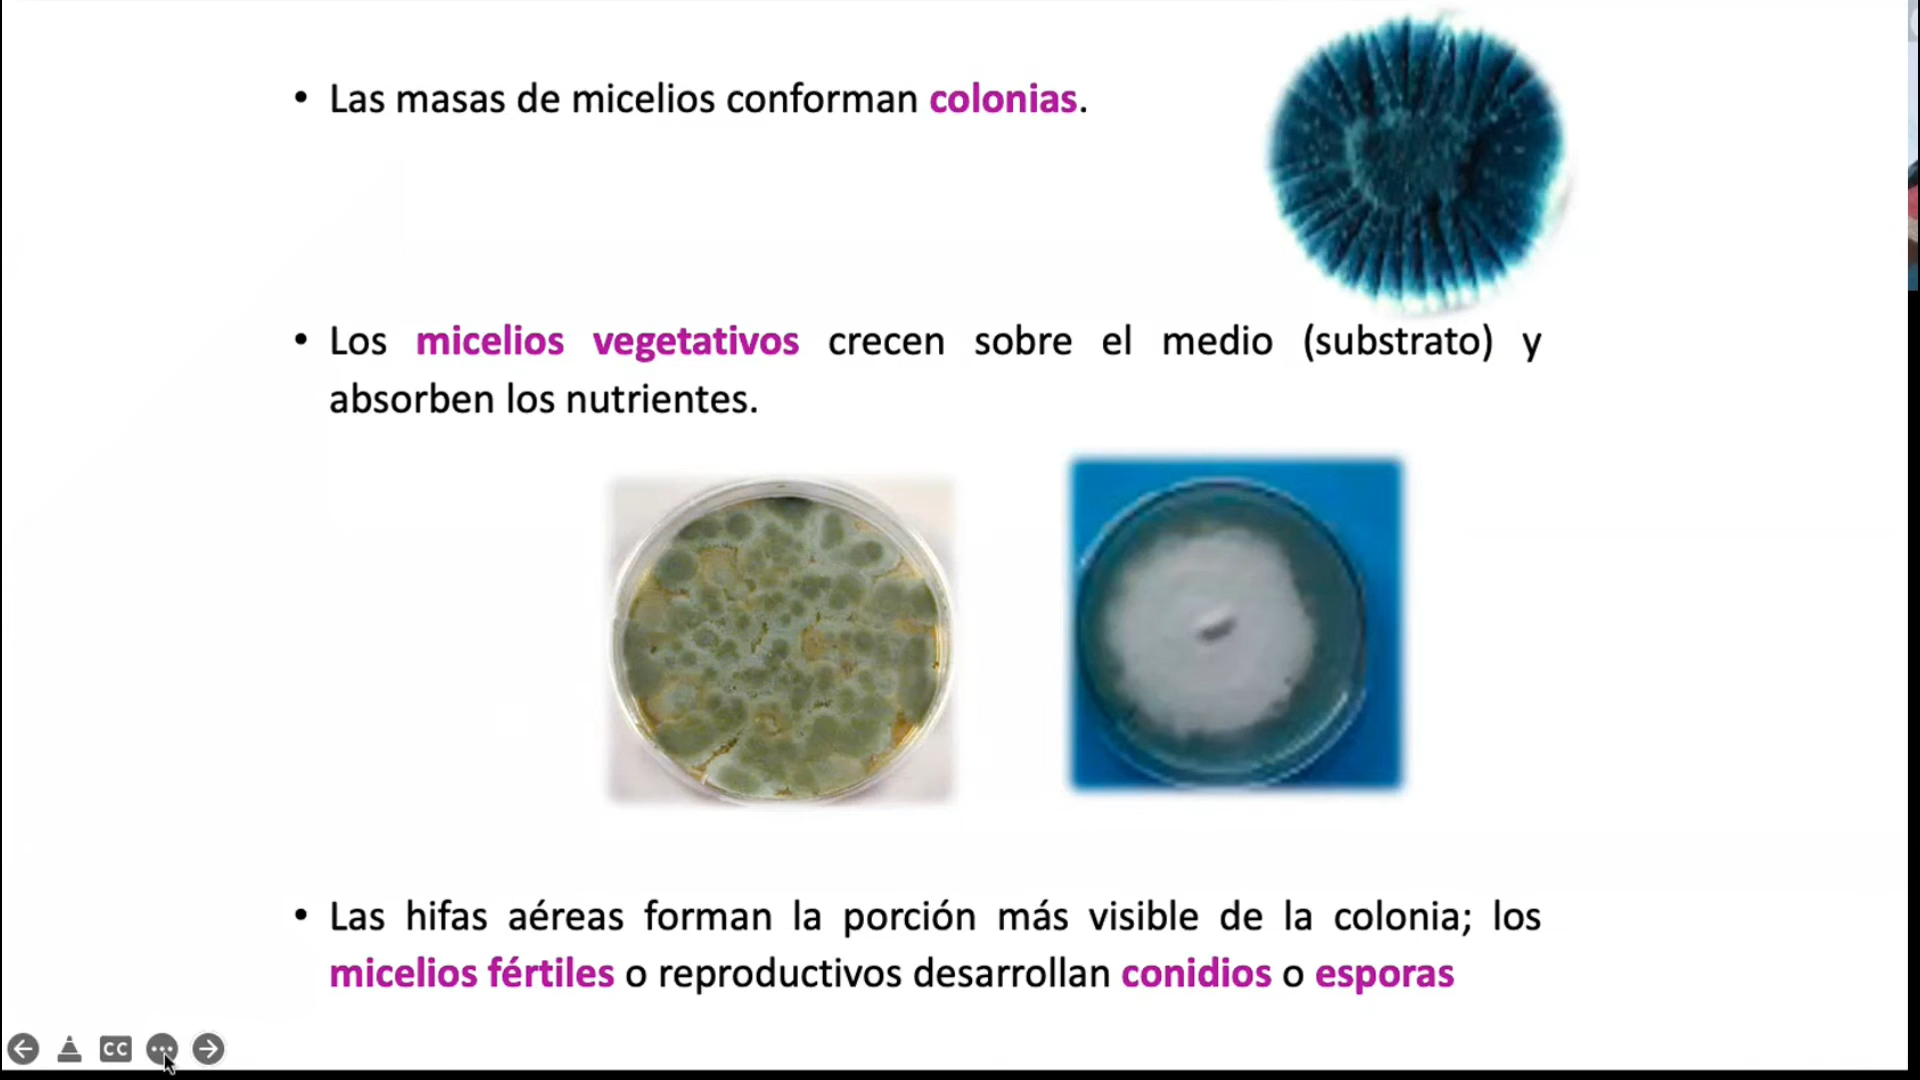 • Las masas de micelios conforman colonias.
• Los micelios vegetativos crecen sobre el medio (substrato) y
absorben los nutrientes.
• Las hifas aéreas forman la porción más visible de la colonia; los
micelios fértiles o reproductivos desarrollan conidios o esporas
CC